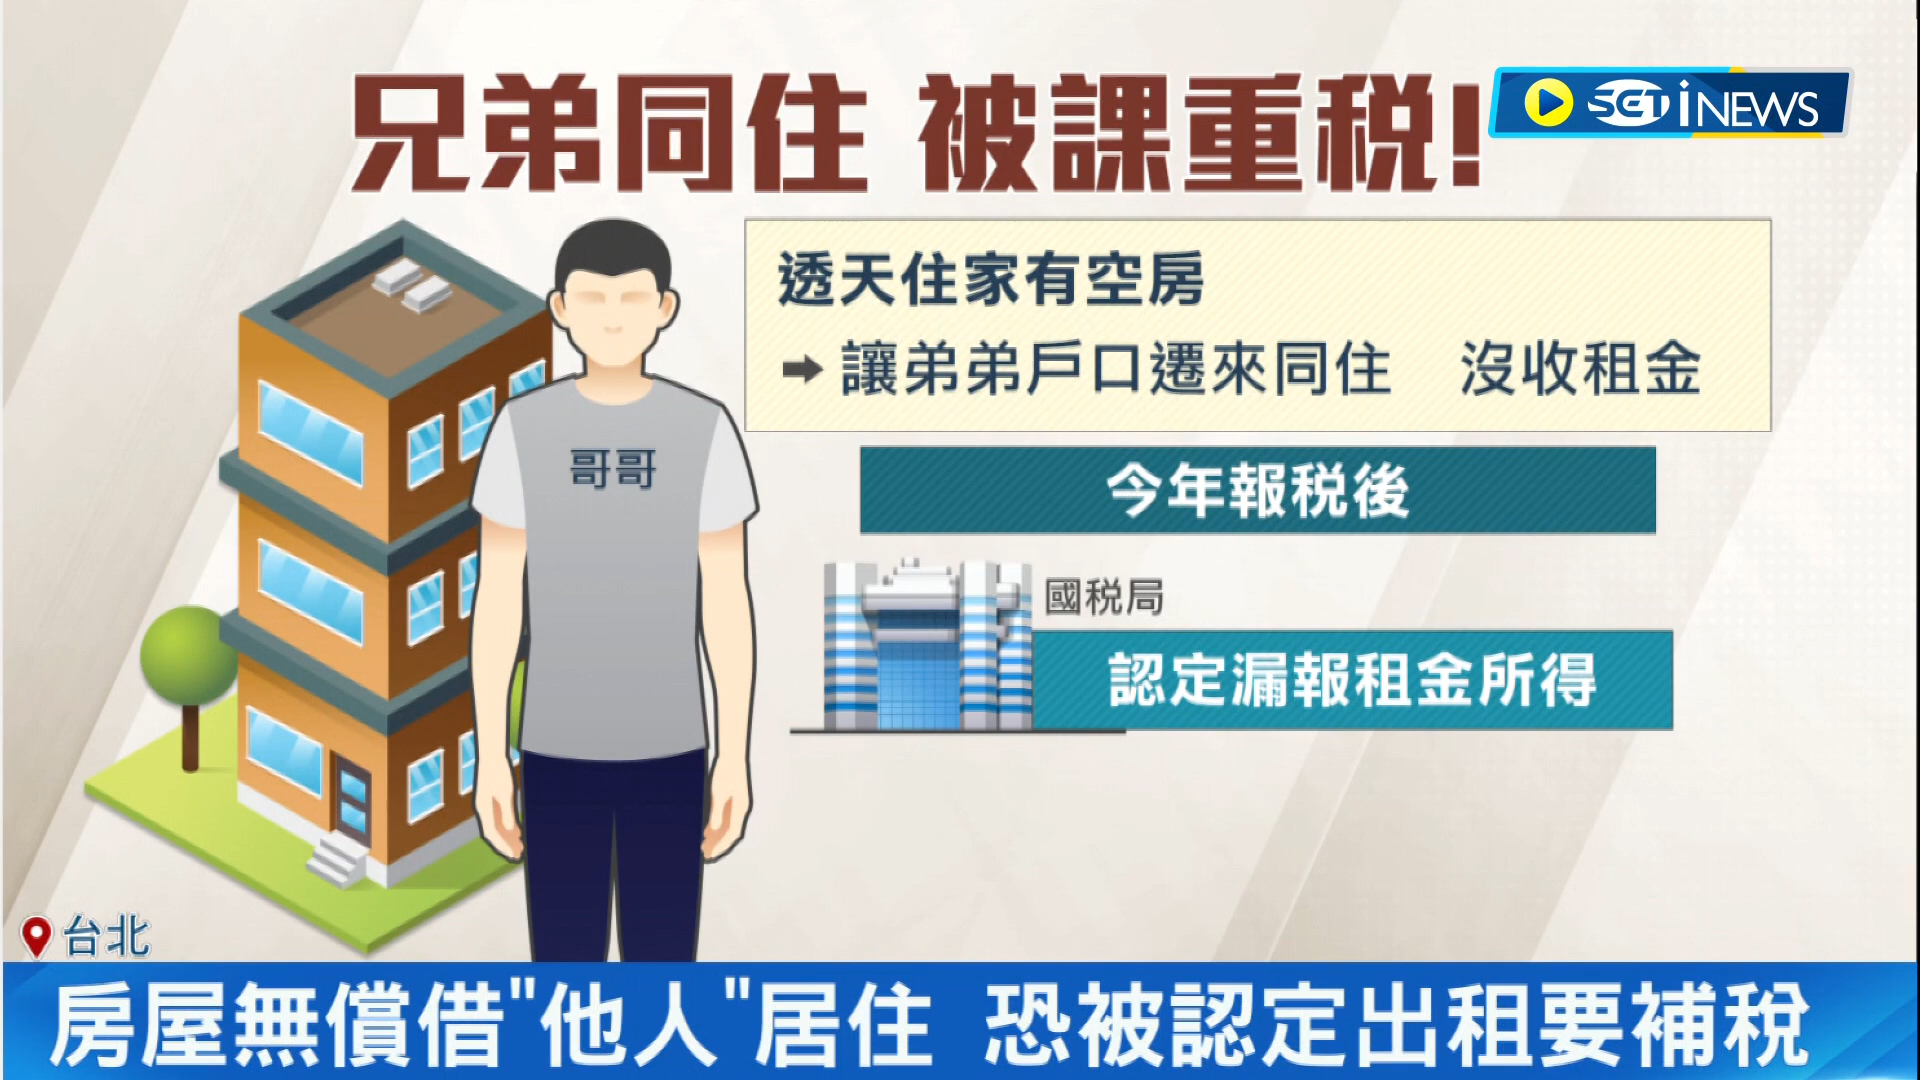 兄弟同住 被課重稅!
SET iNEWS
透天住家有空房
➡ 讓弟弟戶口遷來同住 沒收租金
哥哥
今年報稅後
國稅局
認定漏報租金所得
台北
房屋無償借"他人"居住 恐被認定出租要補稅